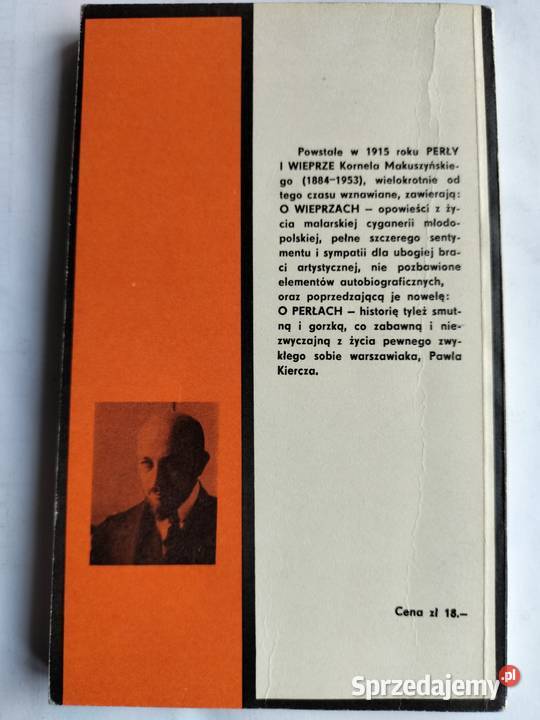 Powstałe w 1915 roku PERŁY
I WIEPRZE Kornela Makuszyńskie-
go (1884–1953), wielokrotnie od
tego czasu wznawiane, zawierają:
O WIEPRZACH – opowieści z ży-
cia malarskiej cyganerii młodo-
polskiej, pełne szczerego senty-
mentu i sympatii dla ubogiej bra-
ci artystycznej, nie pozbawione
elementów autobiograficznych,
oraz poprzedzającą je nowelę:
O PERŁACH – historię tyleż smut-
ną i gorzką, co zabawną i nie-
zwyczajną z życia pewnego zwy-
kłego sobie warszawiaka, Pawła
Kiercza.
Cena zł 18.–
Sprzedajemy.pl